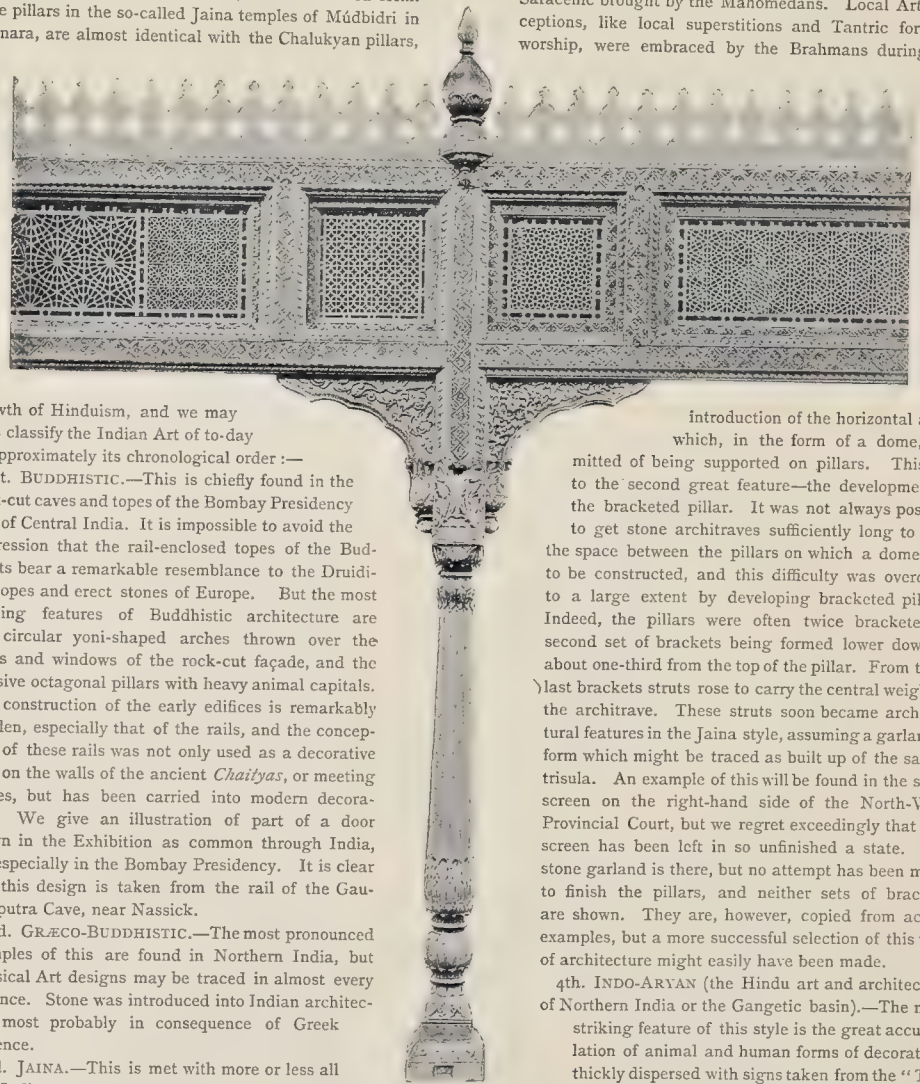 e pillars in the so-called Jaina temples of Múdbidri in
nara, are almost identical with the Chalukyan pillars,
wth of Hinduism, and we may
classify the Indian Art of to-day
pproximately its chronological order :—
t. BUDDHISTIC.—This is chiefly found in the
-cut caves and topes of the Bombay Presidency
of Central India. It is impossible to avoid the
ression that the rail-enclosed topes of the Bud-
ts bear a remarkable resemblance to the Druidi-
opes and erect stones of Europe. But the most
ing features of Buddhistic architecture are
circular yoni-shaped arches thrown over the
s and windows of the rock-cut façade, and the
sive octagonal pillars with heavy animal capitals.
construction of the early edifices is remarkably
len, especially that of the rails, and the concep-
of these rails was not only used as a decorative
on the walls of the ancient Chaityas, or meeting
es, but has been carried into modern decora-
We give an illustration of part of a door
n in the Exhibition as common through India,
especially in the Bombay Presidency. It is clear
this design is taken from the rail of the Gau-
putra Cave, near Nassick.
d. GRÆCO-BUDDHISTIC.—The most pronounced
ples of this are found in Northern India, but
sical Art designs may be traced in almost every
nce. Stone was introduced into Indian architec-
most probably in consequence of Greek
ence.
l. JAINA.—This is met with more or less all
Saracenic brought by the Mahomedans. Local Art
ceptions, like local superstitions and Tantric for
worship, were embraced by the Brahmans during
introduction of the horizontal
which, in the form of a dome,
mitted of being supported on pillars. This
to the second great feature—the developme
the bracketed pillar. It was not always pos
to get stone architraves sufficiently long to
the space between the pillars on which a dome
to be constructed, and this difficulty was overc
to a large extent by developing bracketed pil
Indeed, the pillars were often twice brackete
second set of brackets being formed lower dow
about one-third from the top of the pillar. From t
last brackets struts rose to carry the central weig
the architrave. These struts soon became arch
tural features in the Jaina style, assuming a garlan
form which might be traced as built up of the sa
trisula. An example of this will be found in the s
screen on the right-hand side of the North-W
Provincial Court, but we regret exceedingly that
screen has been left in so unfinished a state.
stone garland is there, but no attempt has been m
to finish the pillars, and neither sets of brac
are shown. They are, however, copied from ac
examples, but a more successful selection of this
of architecture might easily have been made.
4th. INDO-ARYAN (the Hindu art and architec
of Northern India or the Gangetic basin).—The m
striking feature of this style is the great accu
lation of animal and human forms of decorat
thickly dispersed with signs taken from the "